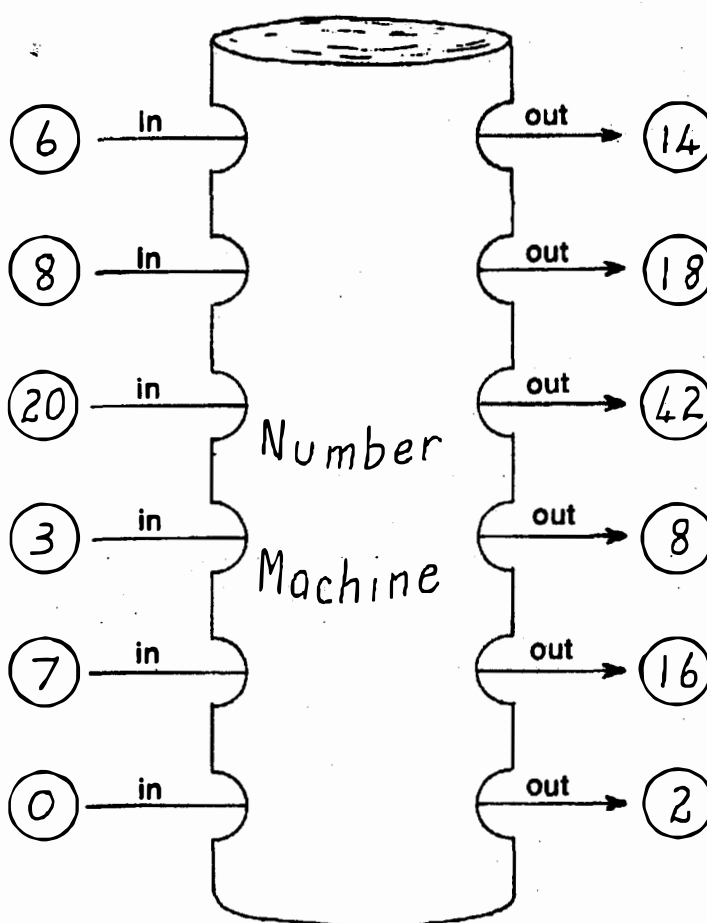 6 in out 14
8 in out 18
20 in out 42
Number
3 in out 8
Machine
7 in out 16
0 in out 2